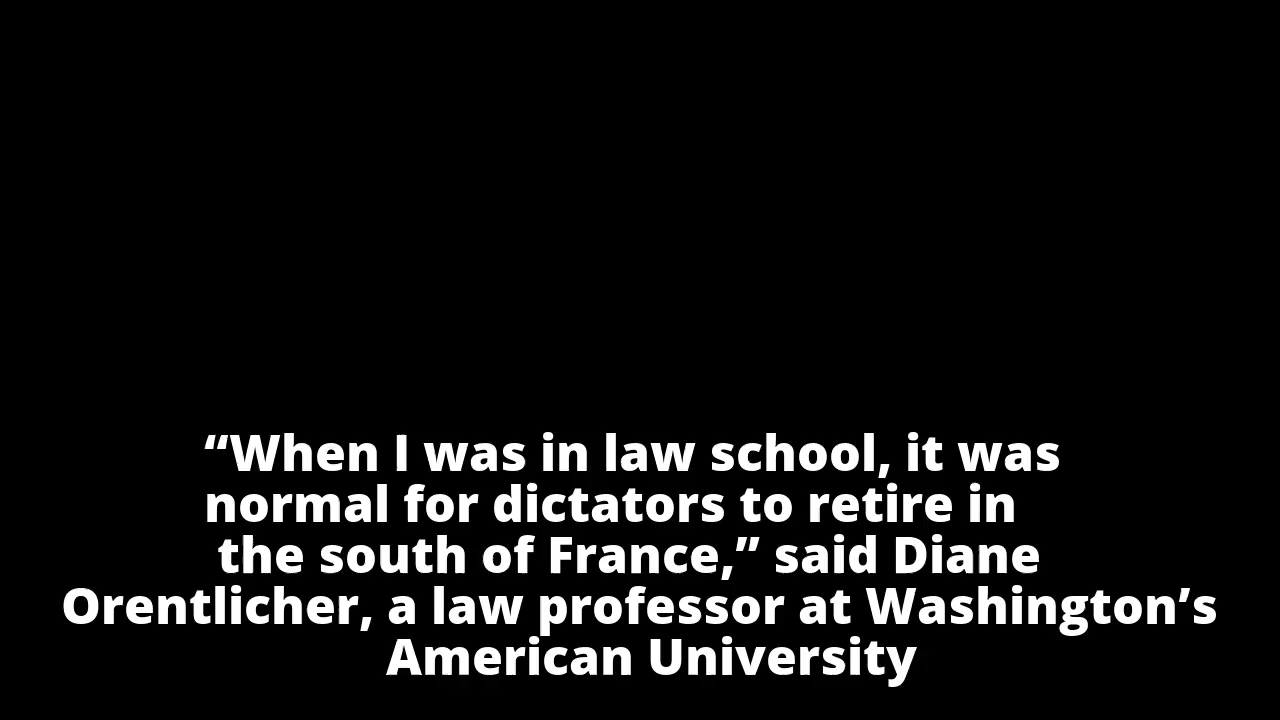 “When I was in law school, it was
normal for dictators to retire in
the south of France,” said Diane
Orentlicher, a law professor at Washington’s
American University